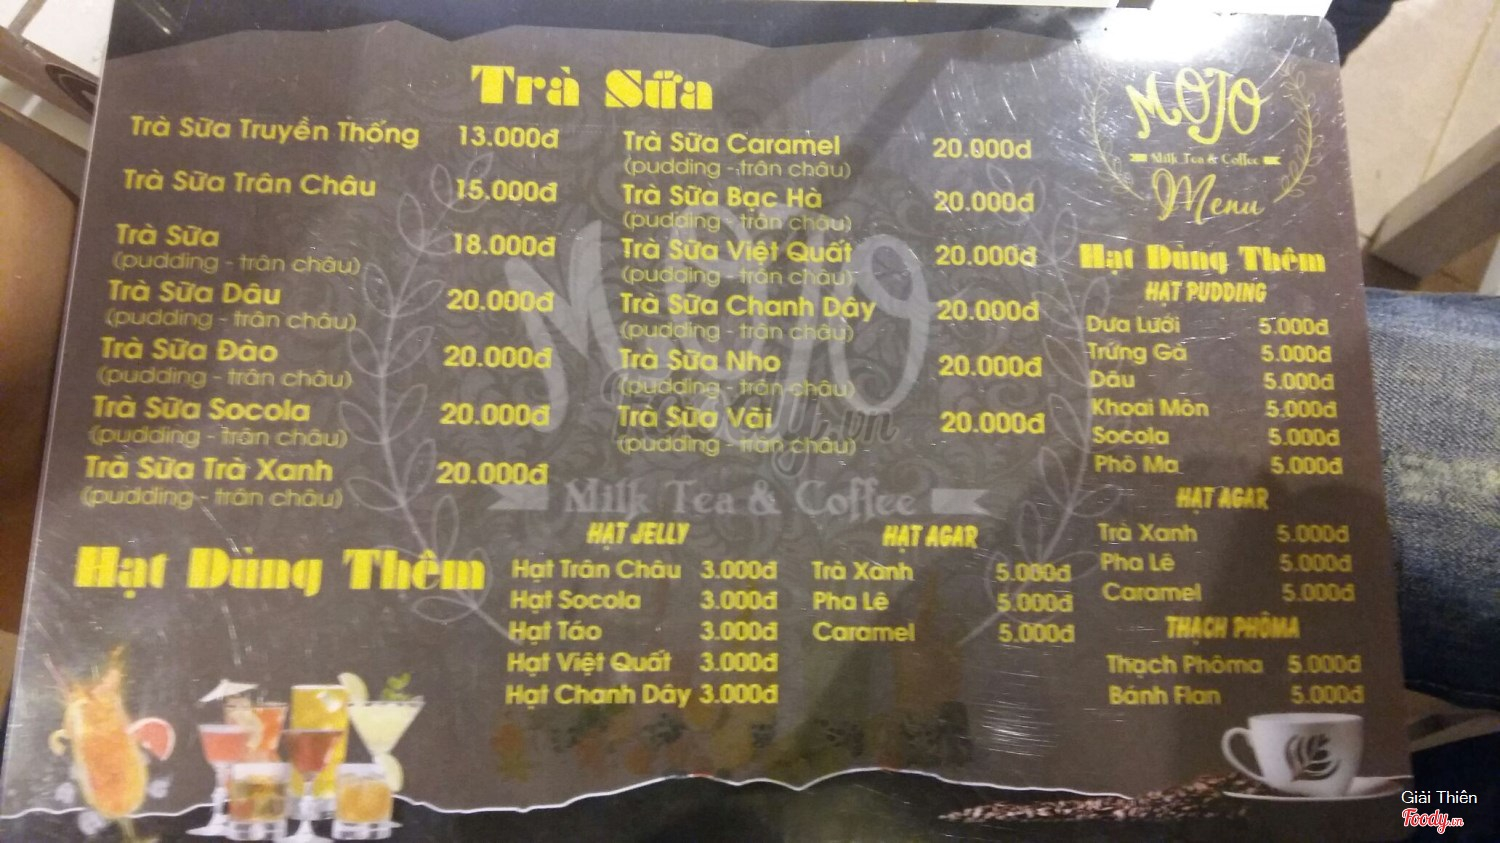 Trà Sữa
Trà Sữa Truyền Thống 13.000đ
Trà Sữa Trân Châu 15.000đ
Trà Sữa 18.000đ
(pudding - trân châu)
Trà Sữa Dâu 20.000đ
(pudding - trân châu)
Trà Sữa Đào 20.000đ
(pudding - trân châu)
Trà Sữa Socola 20.000đ
(pudding - trân châu)
Trà Sữa Trà Xanh 20.000đ
(pudding - trân châu)
Trà Sữa Caramel 20.000đ
(pudding - trân châu)
Trà Sữa Bạc Hà 20.000đ
(pudding - trân châu)
Trà Sữa Việt Quất 20.000đ
(pudding - trân châu)
Trà Sữa Chanh Dây 20.000đ
(pudding - trân châu)
Trà Sữa Nho 20.000đ
(pudding - trân châu)
Trà Sữa Vải 20.000đ
(pudding - trân châu)
MOJO
Milk Tea & Coffee
Hạt Dùng Thêm
HẠT JELLY
Hạt Trân Châu 3.000đ
Hạt Socola 3.000đ
Hạt Táo 3.000đ
Hạt Việt Quất 3.000đ
Hạt Chanh Dây 3.000đ
HẠT AGAR
Trà Xanh 5.000đ
Pha Lê 5.000đ
Caramel 5.000đ
MOJO
Milk Tea & Coffee
Menu
Hạt Dùng Thêm
HẠT PUDDING
Dưa Lưới 5.000đ
Trứng Gà 5.000đ
Dâu 5.000đ
Khoai Môn 5.000đ
Socola 5.000đ
Phô Ma 5.000đ
HẠT AGAR
Trà Xanh 5.000đ
Pha Lê 5.000đ
Caramel 5.000đ
THẠCH PHÔMA
Thạch Phôma 5.000đ
Bánh Flan 5.000đ
Foody.vn
Giải Thiên
Foody.vn